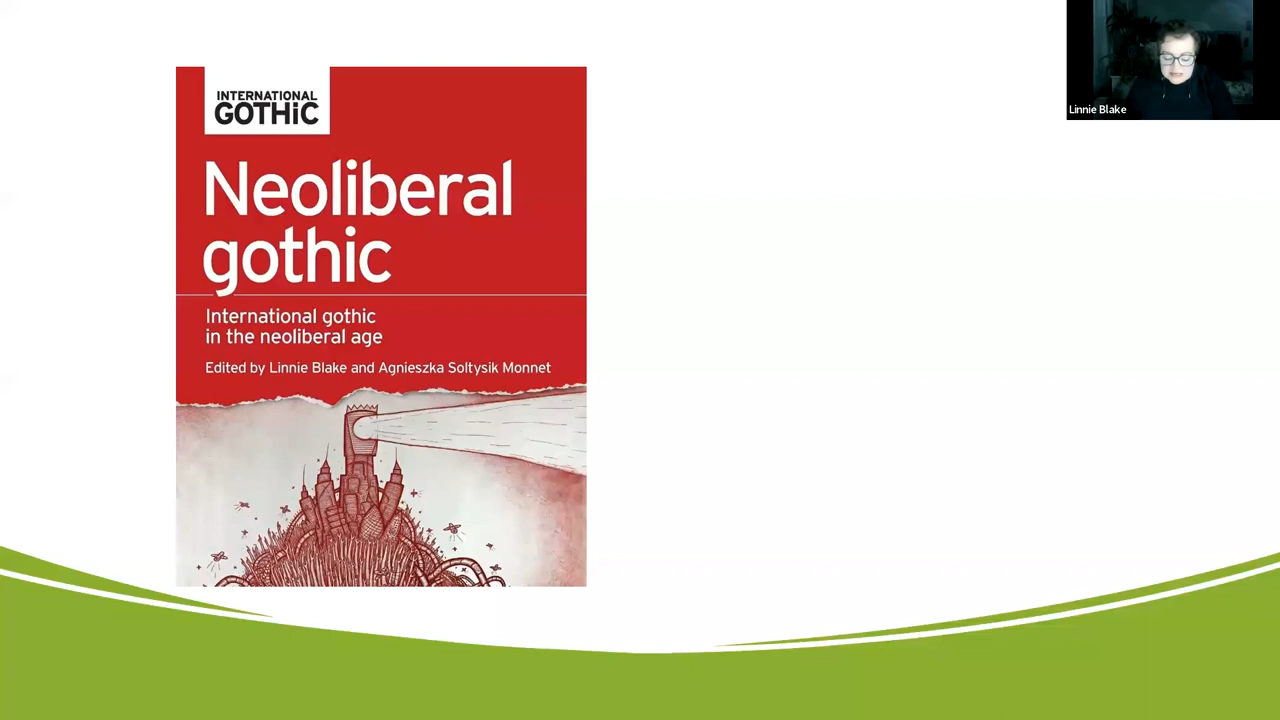 INTERNATIONAL
GOTHiC
Neoliberal
gothic
International gothic
in the neoliberal age
Edited by Linnie Blake and Agnieszka Soltysik Monnet
Linnie Blake